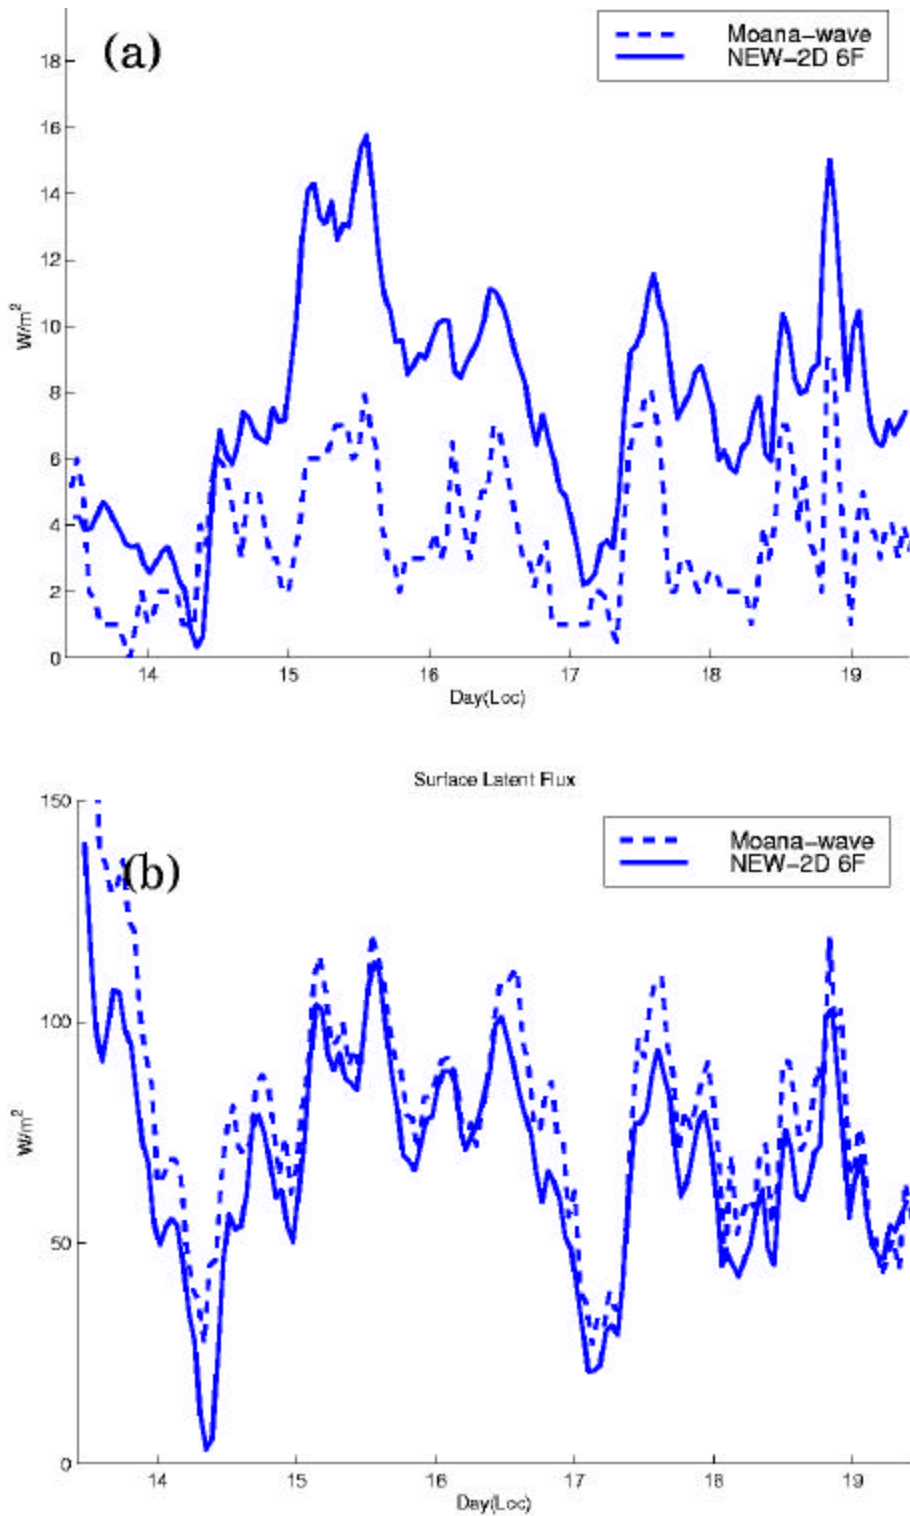 (a)
Moana-wave
NEW-2D 6F
18
16
14
12
10
8
6
4
2
0
W/m²
14 15 16 17 18 19
Day(Loc)
Surface Latent Flux
(b)
Moana-wave
NEW-2D 6F
150
100
50
0
W/m²
14 15 16 17 18 19
Day(Loc)